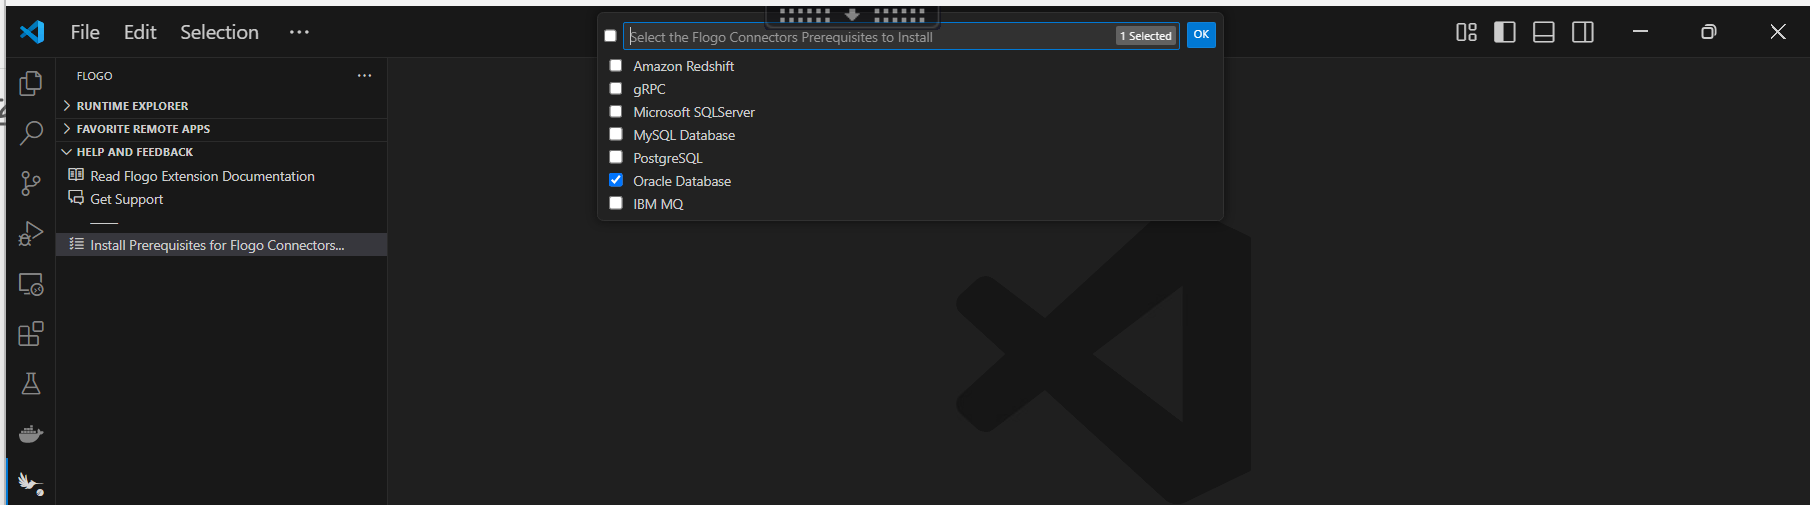 File Edit Selection ···
Select the Flogo Connectors Prerequisites to Install 1 Selected OK
Amazon Redshift
gRPC
Microsoft SQLServer
MySQL Database
PostgreSQL
Oracle Database
IBM MQ
FLOGO ···
RUNTIME EXPLORER
FAVORITE REMOTE APPS
HELP AND FEEDBACK
Read Flogo Extension Documentation
Get Support
Install Prerequisites for Flogo Connectors...